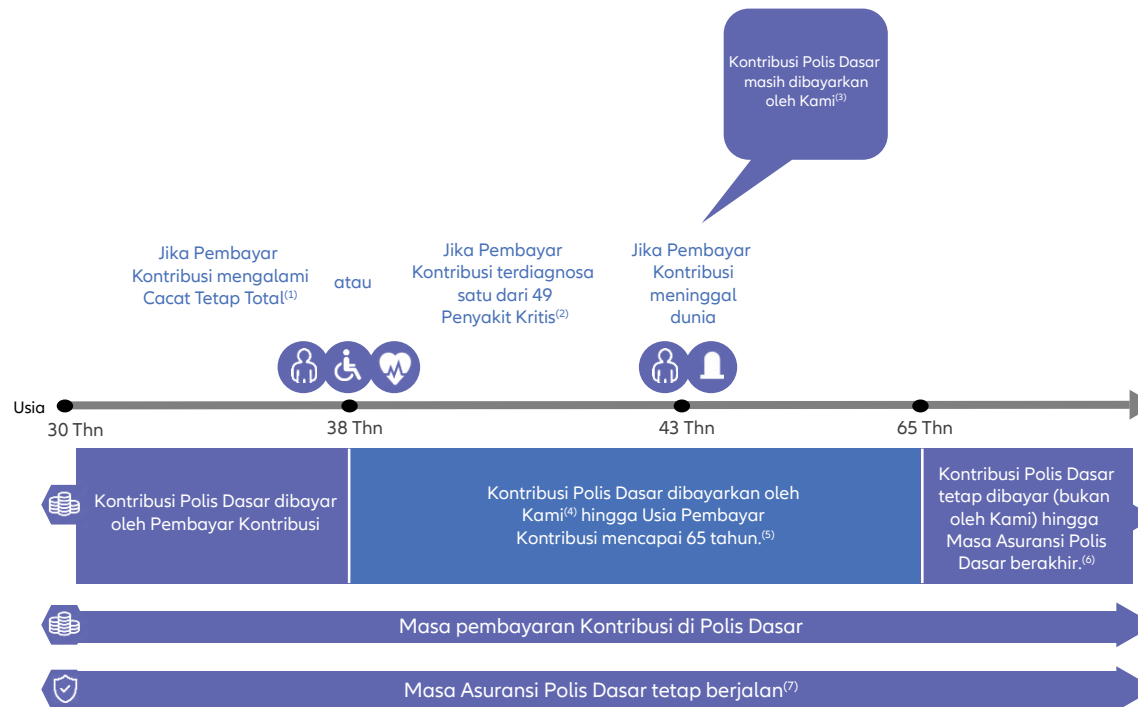 Kontribusi Polis Dasar
masih dibayarkan
oleh Kami(3)
Jika Pembayar
Kontribusi mengalami
Cacat Tetap Total(1)
atau
Jika Pembayar
Kontribusi terdiagnosa
satu dari 49
Penyakit Kritis(2)
Jika Pembayar
Kontribusi
meninggal
dunia
Usia
30 Thn
38 Thn
43 Thn
65 Thn
Kontribusi Polis Dasar dibayar
oleh Pembayar Kontribusi
Kontribusi Polis Dasar dibayarkan oleh
Kami(4) hingga Usia Pembayar
Kontribusi mencapai 65 tahun.(5)
Kontribusi Polis Dasar
tetap dibayar (bukan
oleh Kami) hingga
Masa Asuransi Polis
Dasar berakhir.(6)
Masa pembayaran Kontribusi di Polis Dasar
Masa Asuransi Polis Dasar tetap berjalan(7)